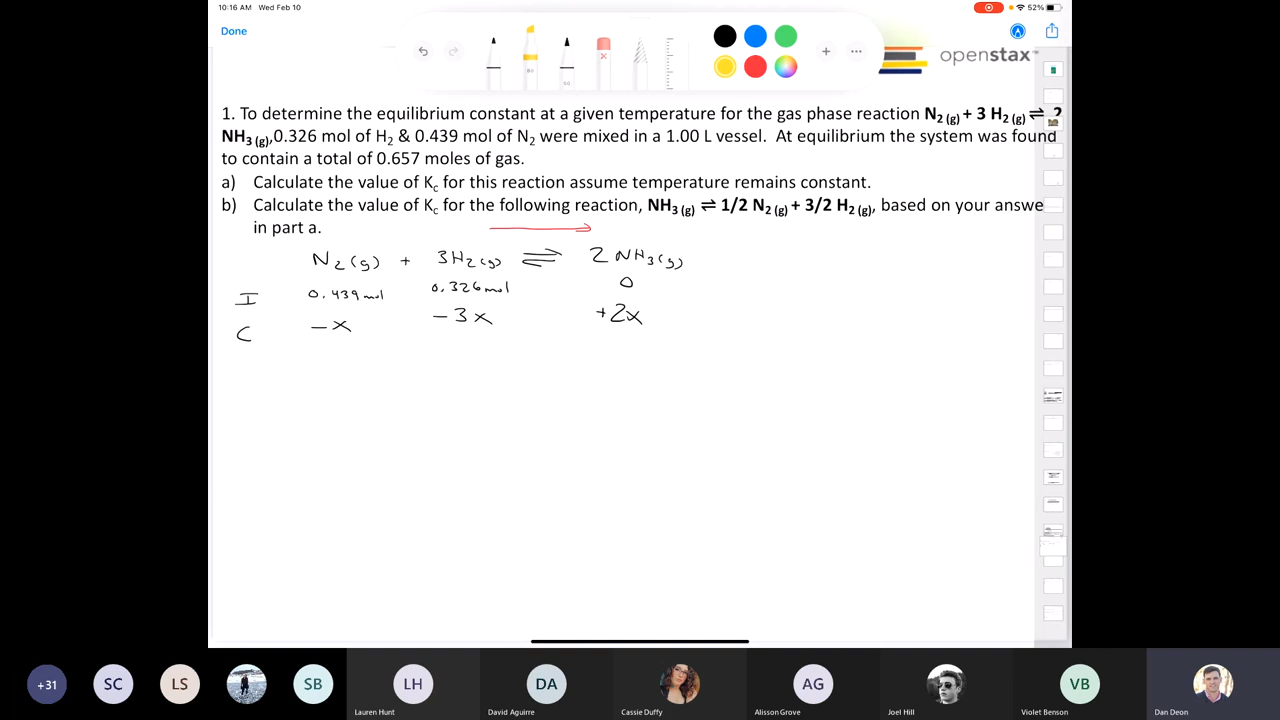 10:16 AM Wed Feb 10
52%
Done
openstax
1. To determine the equilibrium constant at a given temperature for the gas phase reaction N₂ (g) + 3 H₂ (g) ⇌ 2
NH₃ (g),0.326 mol of H₂ & 0.439 mol of N₂ were mixed in a 1.00 L vessel. At equilibrium the system was found
to contain a total of 0.657 moles of gas.
a) Calculate the value of Kc for this reaction assume temperature remains constant.
b) Calculate the value of Kc for the following reaction, NH₃ (g) ⇌ 1/2 N₂ (g) + 3/2 H₂ (g), based on your answe
in part a.
N₂(g) + 3H₂(g) ⇌ 2 NH₃(g)
I 0.439mol 0.326mol 0
C -x -3x +2x
+31 SC LS SB LH DA AG VB
Lauren Hunt David Aguirre Cassie Duffy Alisson Grove Joel Hill Violet Benson Dan Deon